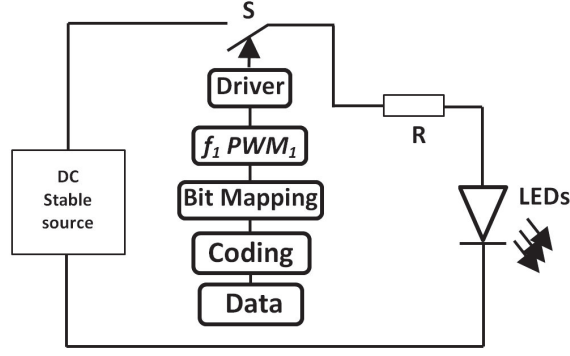 S
Driver
f₁ PWM₁
R
DC
Stable
source
Bit Mapping
LEDs
Coding
Data